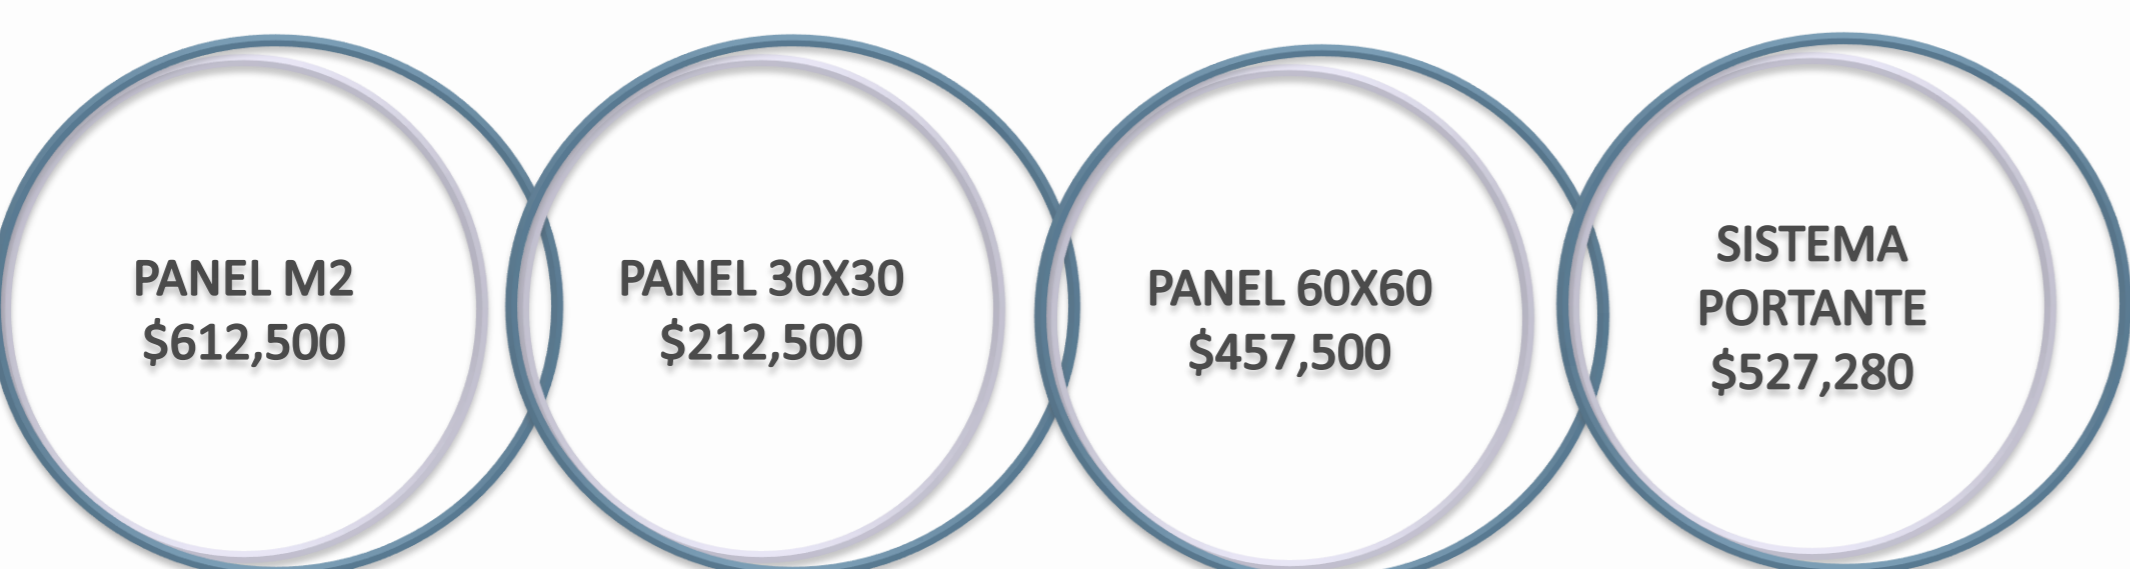 PANEL M2
$612,500
PANEL 30X30
$212,500
PANEL 60X60
$457,500
SISTEMA
PORTANTE
$527,280